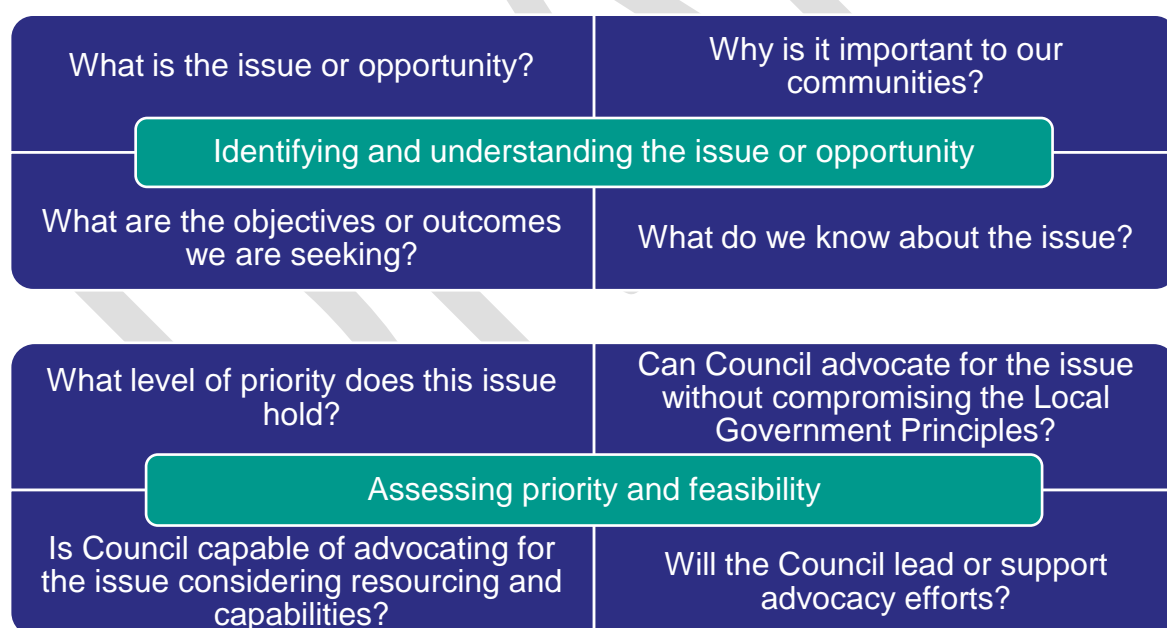 What is the issue or opportunity?
Why is it important to our
communities?
Identifying and understanding the issue or opportunity
What are the objectives or outcomes
we are seeking?
What do we know about the issue?
What level of priority does this issue
hold?
Can Council advocate for the issue
without compromising the Local
Government Principles?
Assessing priority and feasibility
Is Council capable of advocating for
the issue considering resourcing and
capabilities?
Will the Council lead or support
advocacy efforts?